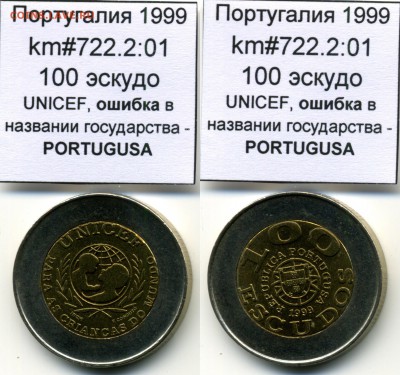 Португалия 1999
km#722.2:01
100 эскудо
UNICEF, ошибка в
названии государства -
PORTUGUSA
Португалия 1999
km#722.2:01
100 эскудо
UNICEF, ошибка в
названии государства -
PORTUGUSA
UNICEF
PARA AS CRIANÇAS DO MUNDO
100
REPUBLICA PORTUGUSA
1999
ESCUDOS